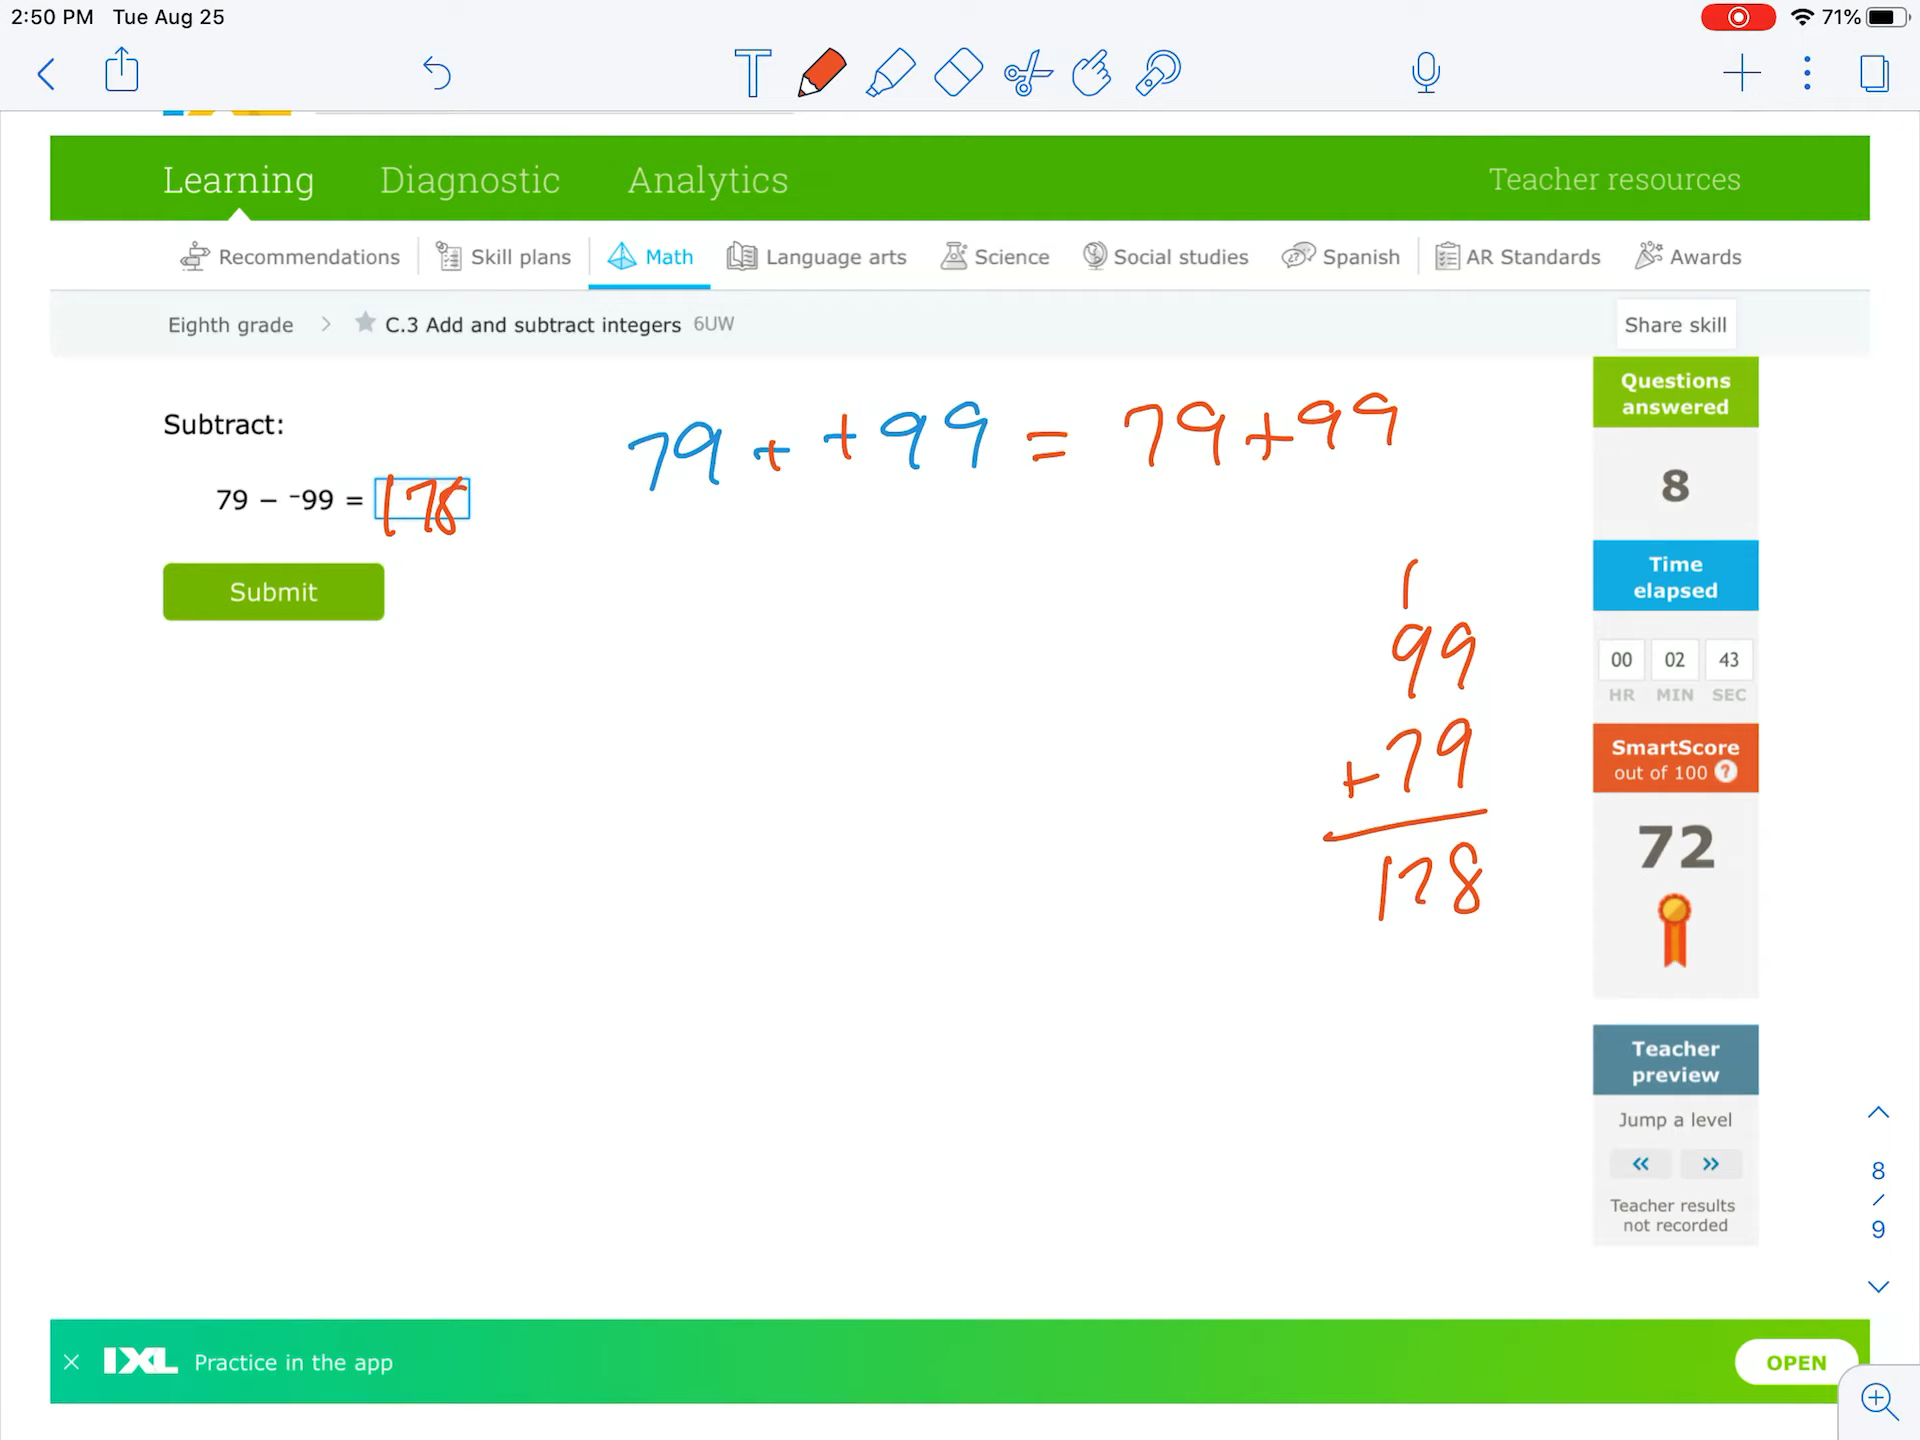 2:50 PM Tue Aug 25
71%
T
Learning Diagnostic Analytics Teacher resources
Recommendations Skill plans Math Language arts Science Social studies Spanish AR Standards Awards
Eighth grade > C.3 Add and subtract integers 6UW Share skill
Subtract:
79 − ⁻99 = 178
Submit
79 + +99 = 79+99
1
99
+79
178
Questions
answered
8
Time
elapsed
00 02 43
HR MIN SEC
SmartScore
out of 100 ?
72
Teacher
preview
Jump a level
« »
Teacher results
not recorded
8
/
9
× IXL Practice in the app OPEN